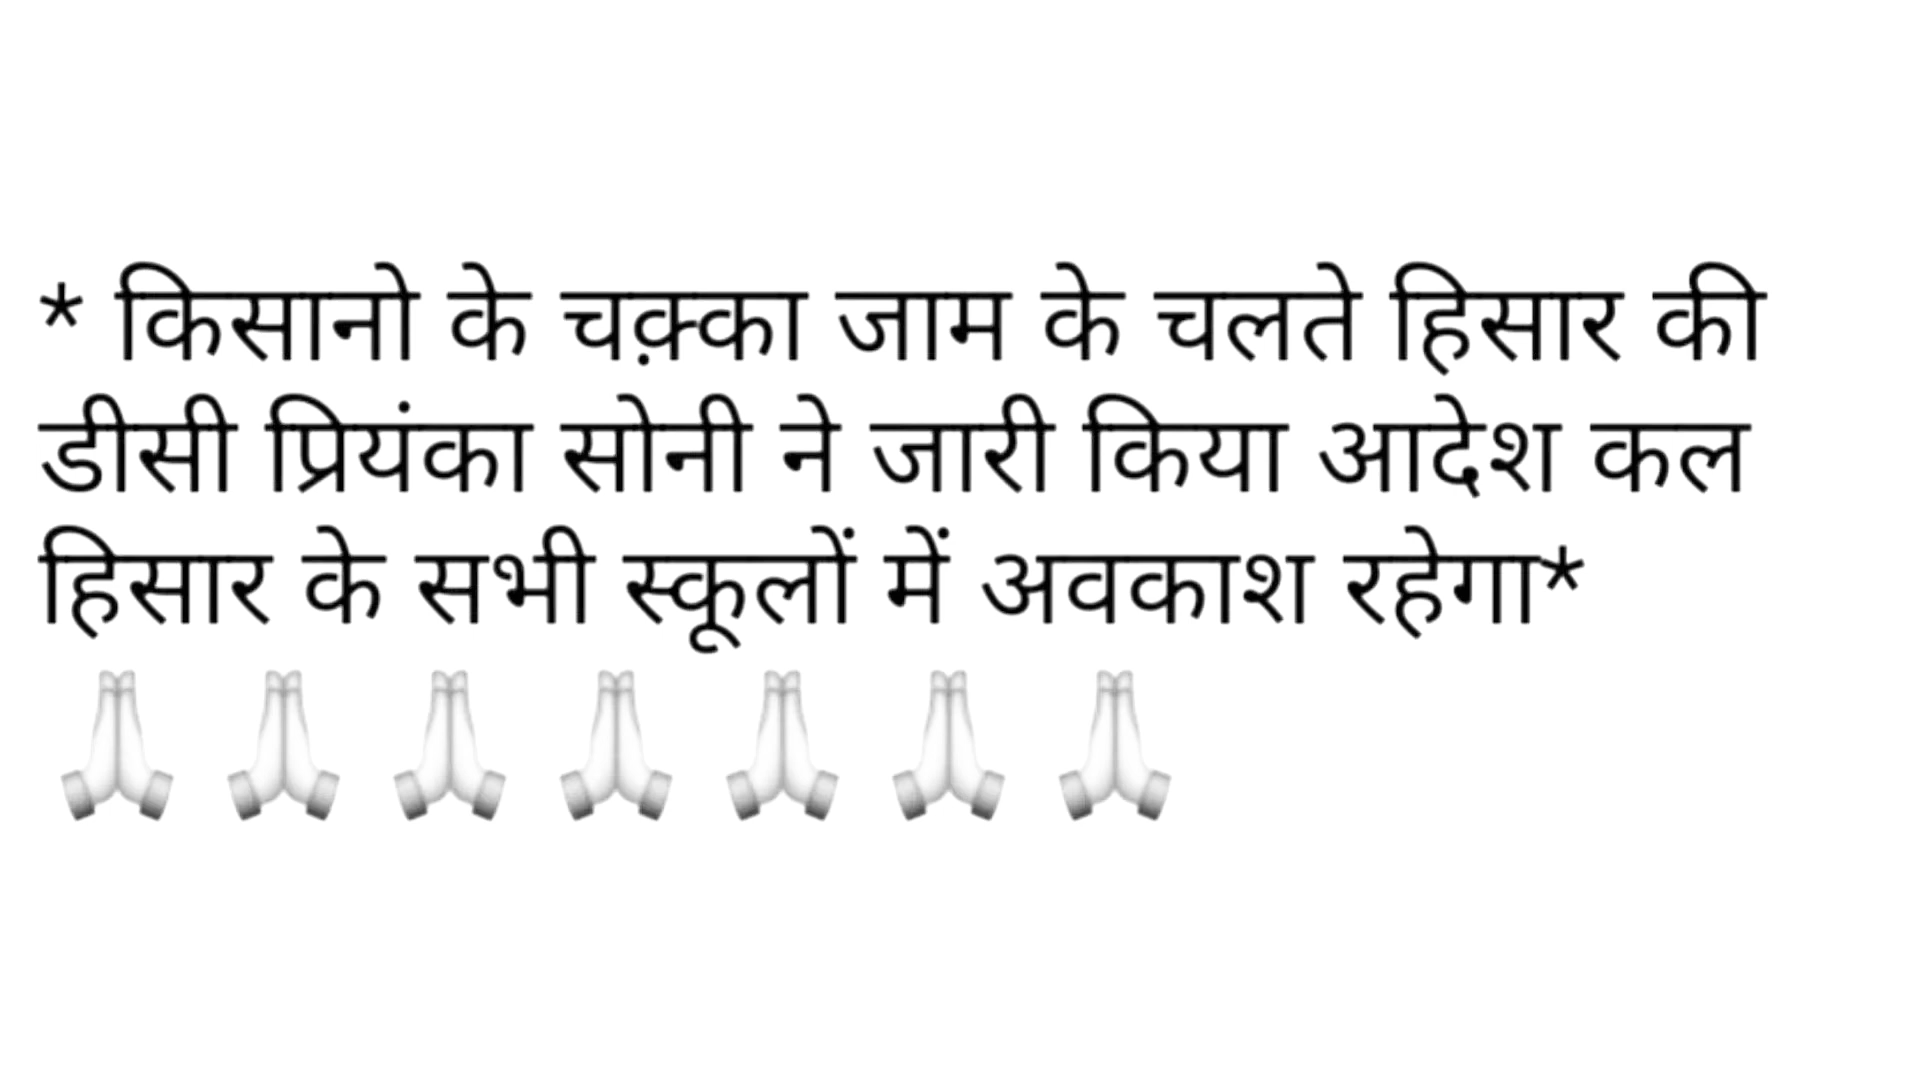 * किसानो के चक़्का जाम के चलते हिसार की
डीसी प्रियंका सोनी ने जारी किया आदेश कल
हिसार के सभी स्कूलों में अवकाश रहेगा*
🙏🙏🙏🙏🙏🙏🙏